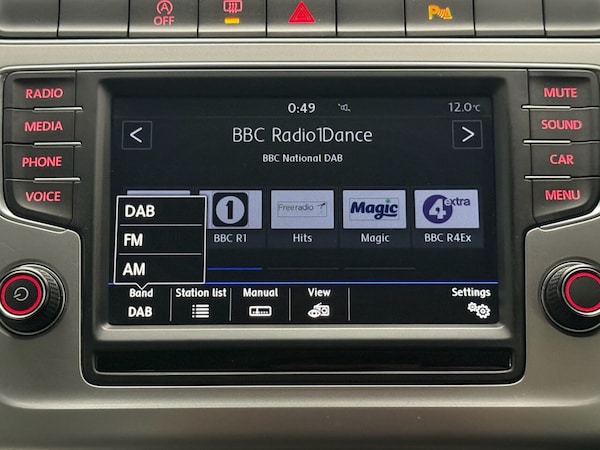 A
OFF
RADIO
MEDIA
PHONE
VOICE
MUTE
SOUND
CAR
MENU
0:49
12.0°C
BBC Radio1Dance
BBC National DAB
1
Freeradio
Magic
4 extra
BBC R1
Hits
Magic
BBC R4Ex
DAB
FM
AM
Band
DAB
Station list
Manual
View
Settings